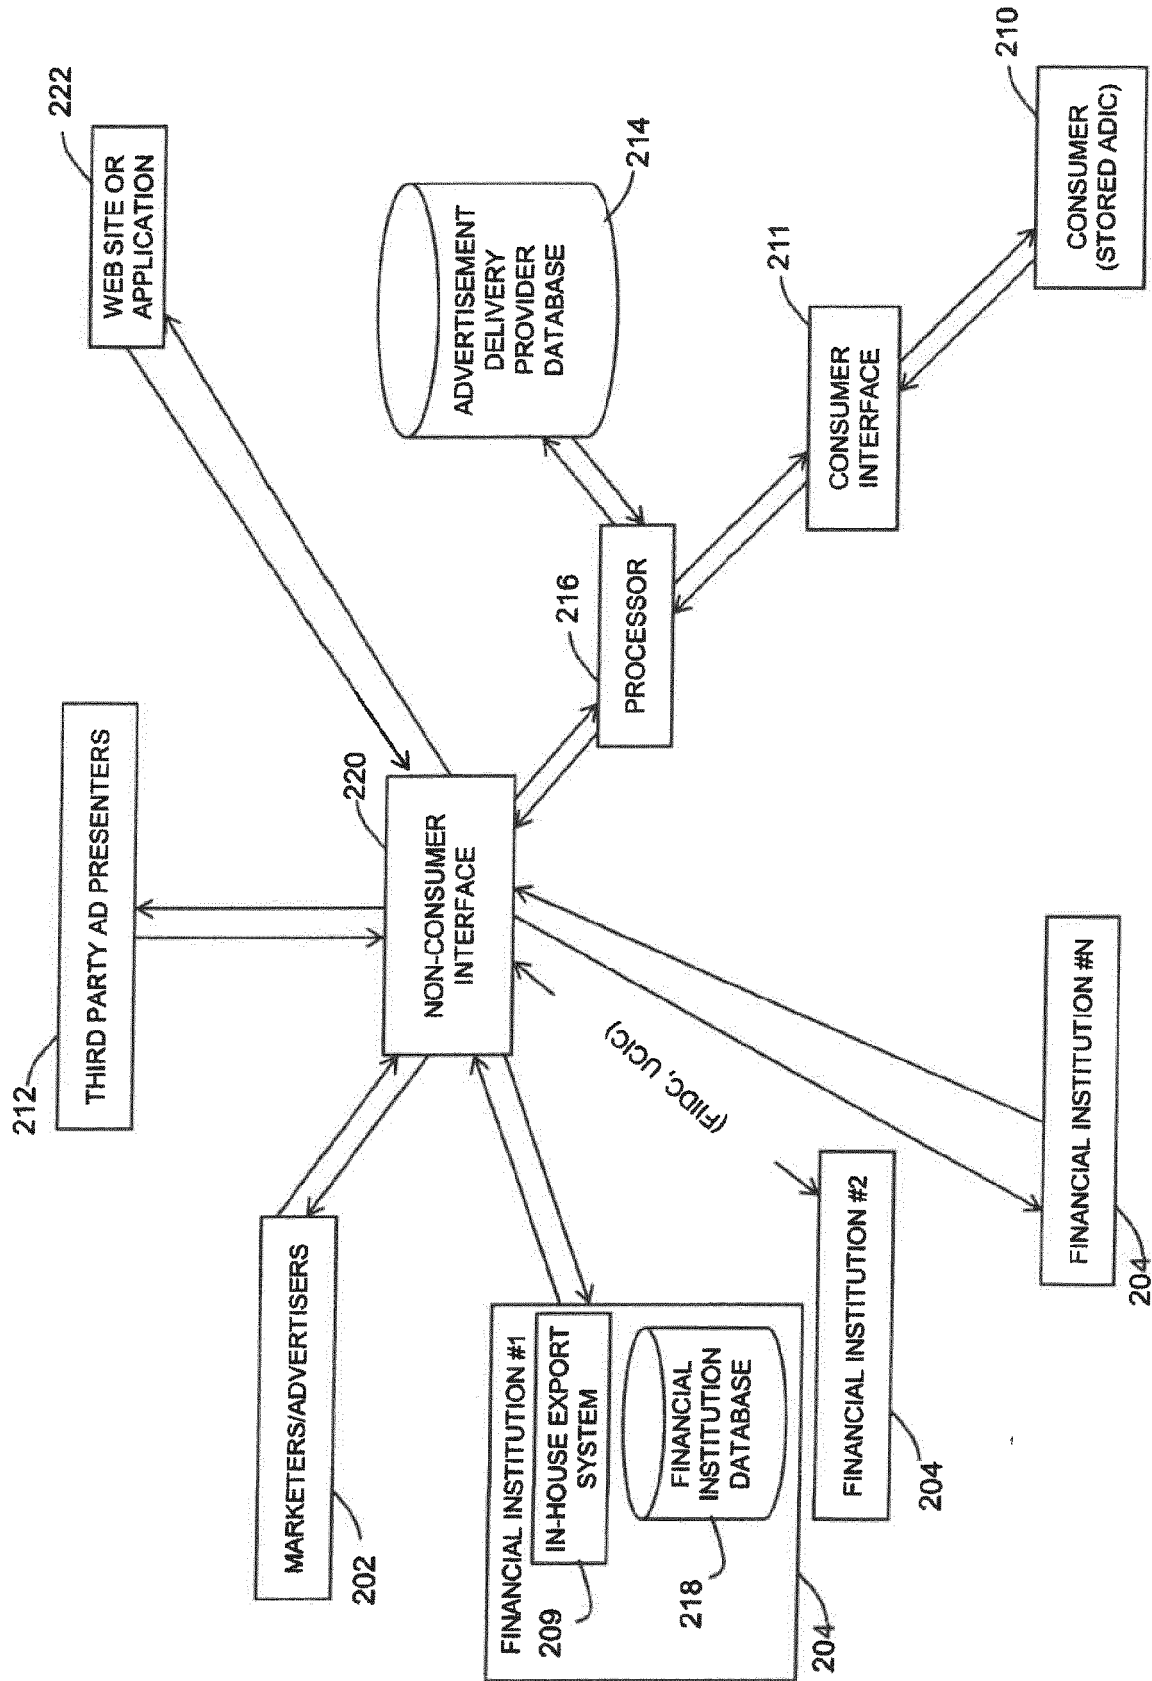 212
THIRD PARTY AD PRESENTERS
222
WEB SITE OR
APPLICATION
202
MARKETERS/ADVERTISERS
220
NON-CONSUMER
INTERFACE
ADVERTISEMENT
DELIVERY
PROVIDER
DATABASE
214
216
PROCESSOR
FINANCIAL INSTITUTION #1
209
IN-HOUSE EXPORT
SYSTEM
218
FINANCIAL
INSTITUTION
DATABASE
204
(FIIDC, UCIC)
211
CONSUMER
INTERFACE
FINANCIAL INSTITUTION #2
204
210
CONSUMER
(STORED ADIC)
FINANCIAL INSTITUTION #N
204